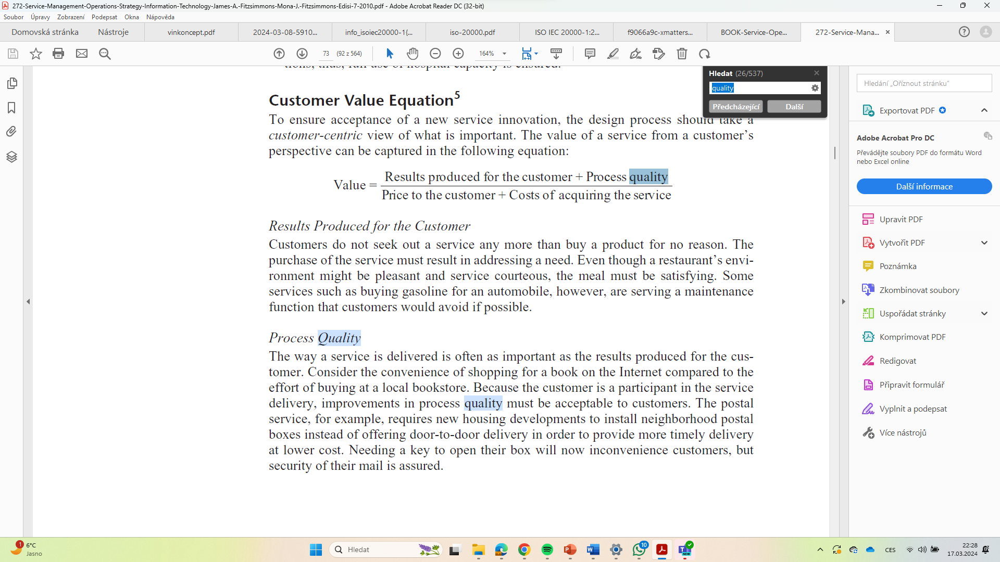 272-Service-Management-Operations-Strategy-Information-Technology-James-A.-Fitzsimmons-Mona-J.-Fitzsimmons-Edisi-7-2010.pdf - Adobe Acrobat Reader DC (32-bit)
Soubor Úpravy Zobrazení Podepsat Okna Nápověda
Domovská stránka Nástroje vinkoncept.pdf 2024-03-08-5910... info_isoiec20000-1{... iso-20000.pdf ISO IEC 20000-1:2... f9066a9c-xmatters... BOOK-Service-Ope... 272-Service-Mana...
73 (92 z 564) 164%
tions; thus, full use of hospital capacity is ensured.
Hledat (26/537)
quality
Předcházející Další
Customer Value Equation5
To ensure acceptance of a new service innovation, the design process should take a
customer-centric view of what is important. The value of a service from a customer’s
perspective can be captured in the following equation:
Value = Results produced for the customer + Process quality
Price to the customer + Costs of acquiring the service
Results Produced for the Customer
Customers do not seek out a service any more than buy a product for no reason. The
purchase of the service must result in addressing a need. Even though a restaurant’s envi-
ronment might be pleasant and service courteous, the meal must be satisfying. Some
services such as buying gasoline for an automobile, however, are serving a maintenance
function that customers would avoid if possible.
Process Quality
The way a service is delivered is often as important as the results produced for the cus-
tomer. Consider the convenience of shopping for a book on the Internet compared to the
effort of buying at a local bookstore. Because the customer is a participant in the service
delivery, improvements in process quality must be acceptable to customers. The postal
service, for example, requires new housing developments to install neighborhood postal
boxes instead of offering door-to-door delivery in order to provide more timely delivery
at lower cost. Needing a key to open their box will now inconvenience customers, but
security of their mail is assured.
Hledání „Oříznout stránku“
Exportovat PDF
Adobe Acrobat Pro DC
Převádějte soubory PDF do formátu Word
nebo Excel online
Další informace
Upravit PDF
Vytvořit PDF
Poznámka
Zkombinovat soubory
Uspořádat stránky
Komprimovat PDF
Redigovat
Připravit formulář
Vyplnit a podepsat
Více nástrojů
1
6°C
Jasno
Hledat
10
NEW
CES
22:28
17.03.2024